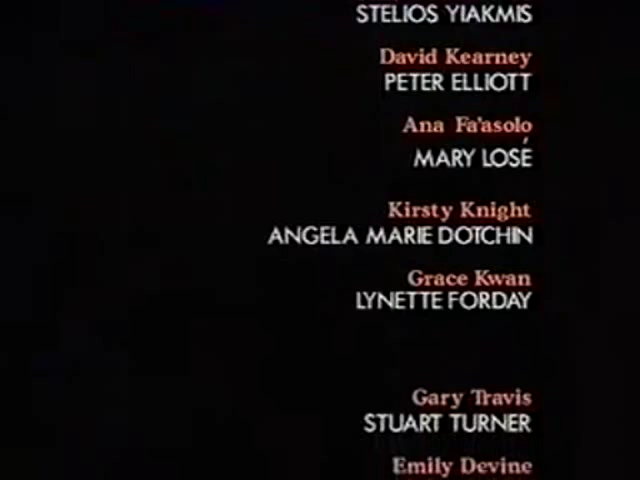 STELIOS YIAKMIS
David Kearney
PETER ELLIOTT
Ana Fa'asolo
MARY LOSÉ
Kirsty Knight
ANGELA MARIE DOTCHIN
Grace Kwan
LYNETTE FORDAY
Gary Travis
STUART TURNER
Emily Devine